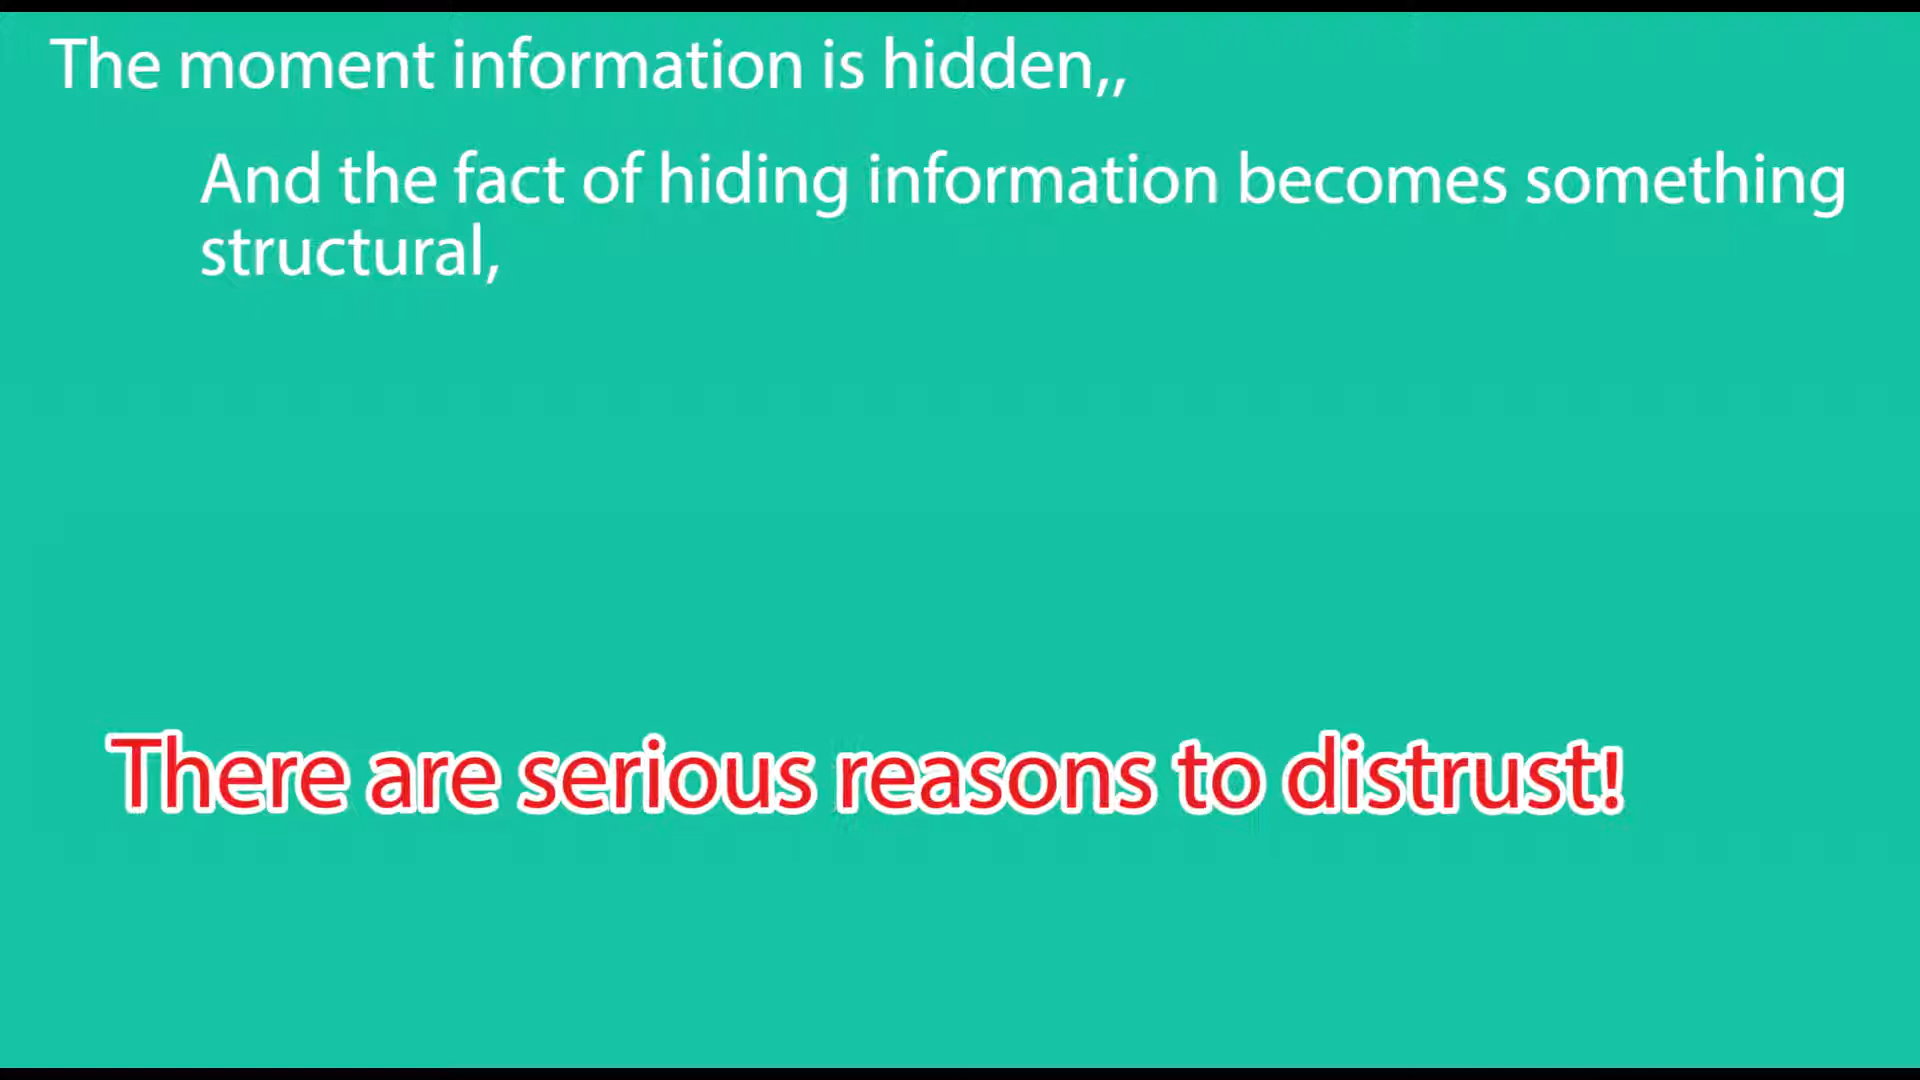 The moment information is hidden,,
And the fact of hiding information becomes something
structural,
There are serious reasons to distrust!